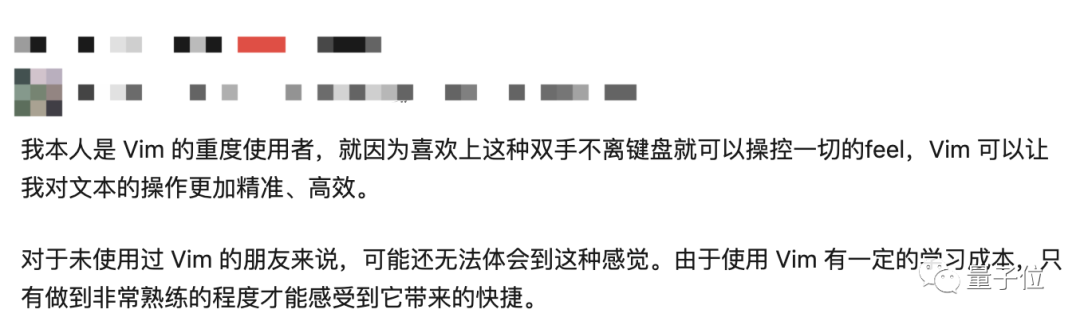 我本人是 Vim 的重度使用者，就因为喜欢上这种双手不离键盘就可以操控一切的feel，Vim 可以让
我对文本的操作更加精准、高效。
对于未使用过 Vim 的朋友来说，可能还无法体会到这种感觉。由于使用 Vim 有一定的学习成本，只
有做到非常熟练的程度才能感受到它带来的快捷。
量子位